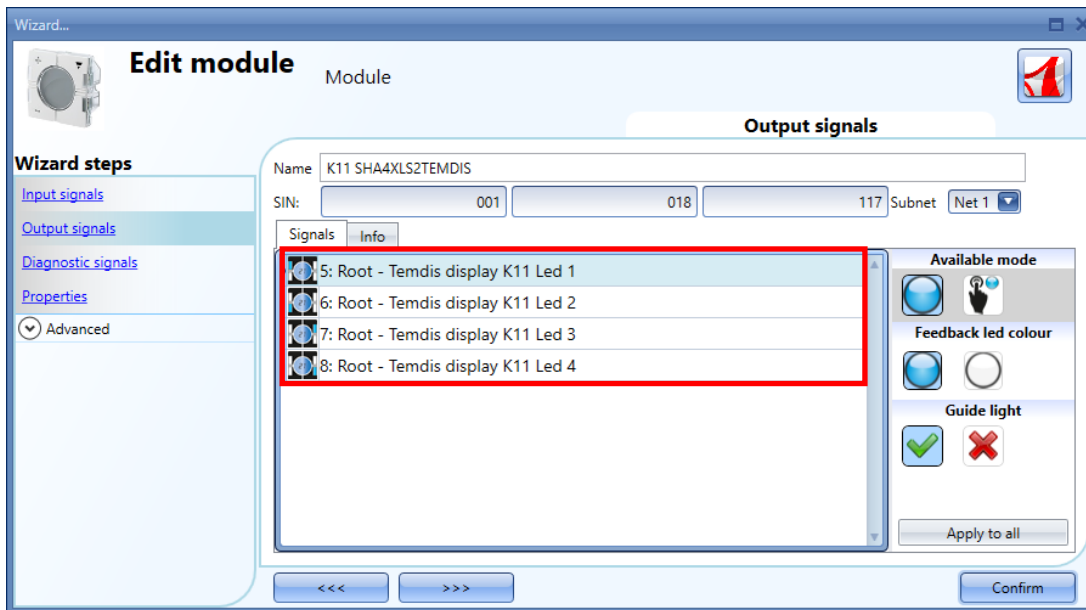 Wizard...
Edit module
Module
Output signals
Wizard steps
Input signals
Output signals
Diagnostic signals
Properties
Advanced
Name K11 SHA4XLS2TEMDIS
SIN: 001 018 117 Subnet Net 1
Signals Info
5: Root - Temdis display K11 Led 1
6: Root - Temdis display K11 Led 2
7: Root - Temdis display K11 Led 3
8: Root - Temdis display K11 Led 4
Available mode
Feedback led colour
Guide light
Apply to all
<<< >>> Confirm